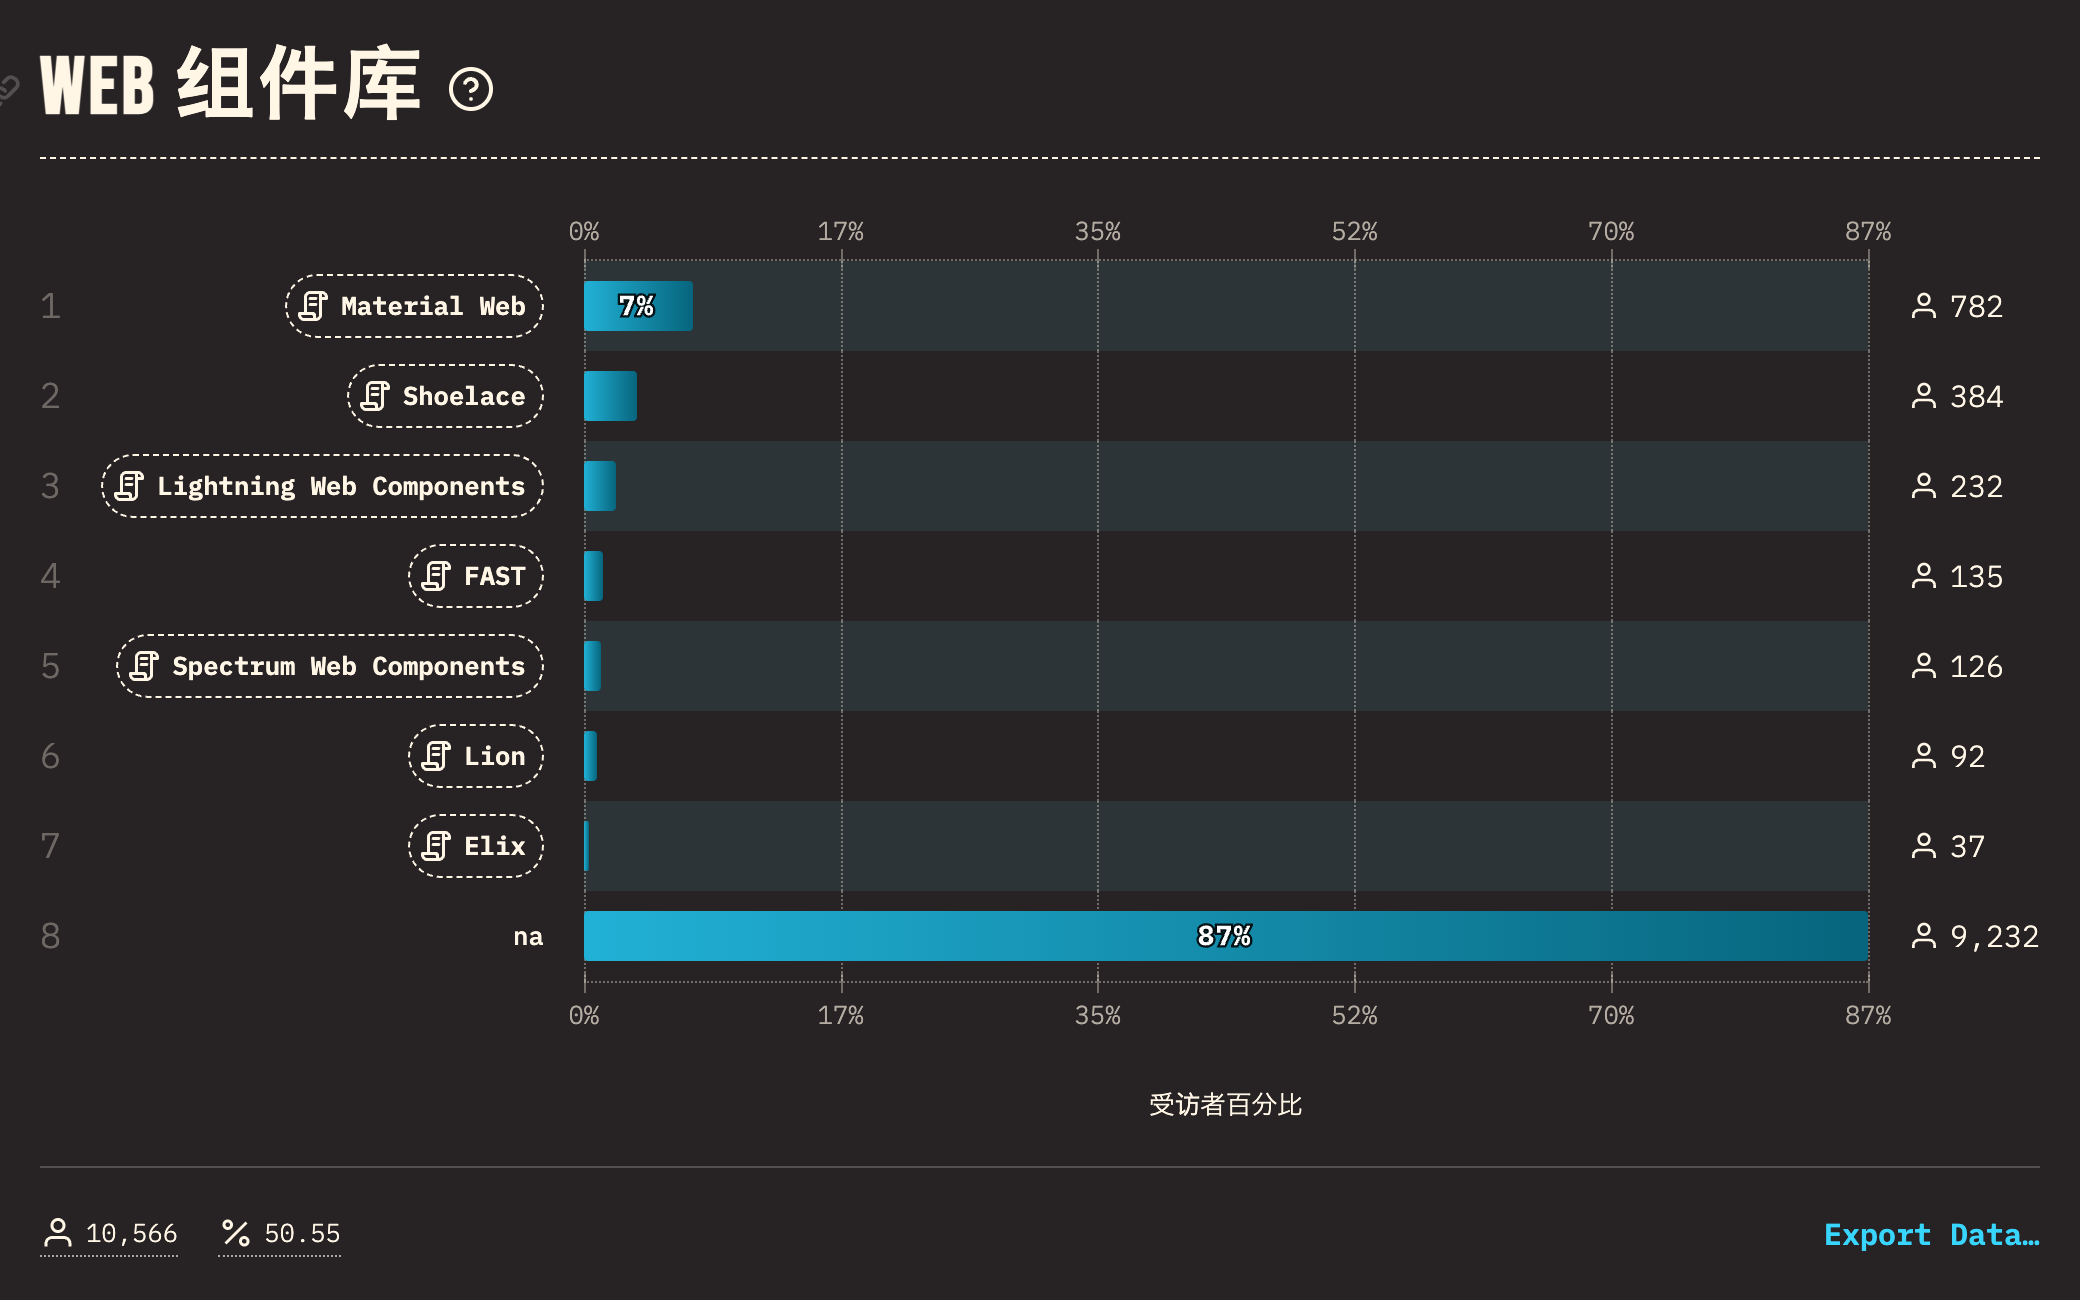 WEB 组件库
0% 17% 35% 52% 70% 87%
1 Material Web 7% 782
2 Shoelace 384
3 Lightning Web Components 232
4 FAST 135
5 Spectrum Web Components 126
6 Lion 92
7 Elix 37
8 na 87% 9,232
0% 17% 35% 52% 70% 87%
受访者百分比
10,566 % 50.55 Export Data…